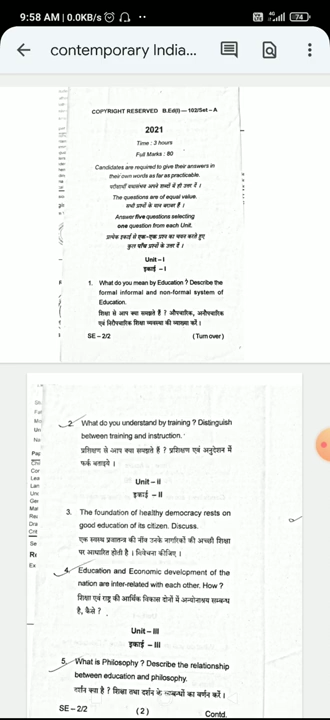 9:58 AM | 0.0KB/s
74
contemporary India...
COPYRIGHT RESERVED B.Ed(I) — 102/Set – A
2021
Time : 3 hours
Full Marks : 80
Candidates are required to give their answers in
their own words as far as practicable.
परीक्षार्थी यथासंभव अपने शब्दों में ही उत्तर दें ।
The questions are of equal value.
सभी प्रश्नों के मान बराबर हैं ।
Answer five questions selecting
one question from each Unit.
प्रत्येक इकाई से एक-एक प्रश्न का चयन करते हुए
कुल पाँच प्रश्नों के उत्तर दें ।
Unit – I
इकाई – I
1. What do you mean by Education ? Describe the
formal informal and non-formal system of
Education.
शिक्षा से आप क्या समझते हैं ? औपचारिक, अनौपचारिक
एवं निरौपचारिक शिक्षा व्यवस्था की व्याख्या करें ।
SE – 2/2 (Turn over)
2. What do you understand by training ? Distinguish
between training and instruction.
प्रशिक्षण से आप क्या समझते हैं ? प्रशिक्षण एवं अनुदेशन में
फर्क बताइये ।
Unit – II
इकाई – II
3. The foundation of healthy democracy rests on
good education of its citizen. Discuss.
एक स्वस्थ प्रजातन्त्र की नींव उनके नागरिकों की अच्छी शिक्षा
पर आधारित होती है । विवेचना कीजिए ।
4. Education and Economic development of the
nation are inter-related with each other. How ?
शिक्षा एवं राष्ट्र की आर्थिक विकास दोनों में अन्योन्याश्रय सम्बन्ध
है, कैसे ?
Unit – III
इकाई – III
5. What is Philosophy ? Describe the relationship
between education and philosophy.
दर्शन क्या है ? शिक्षा तथा दर्शन के सम्बन्धों का वर्णन करें ।
SE – 2/2 (2) Contd.